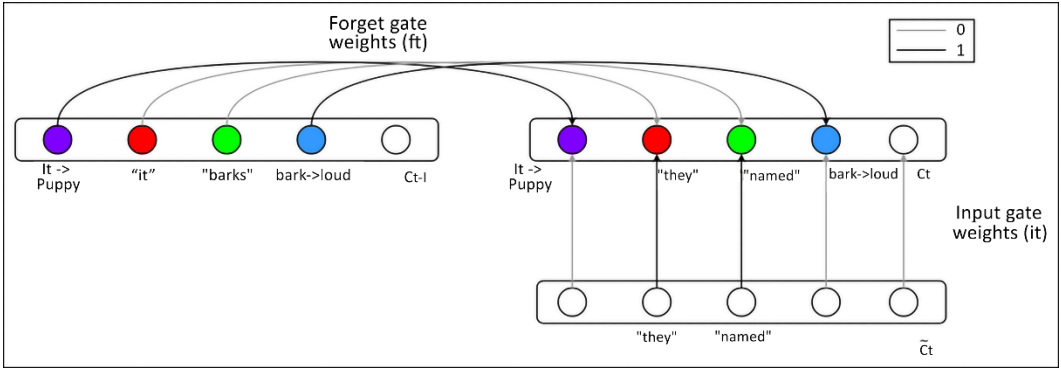 Forget gate
weights (ft)
0
1
It ->
Puppy
“it”
"barks"
bark->loud
Ct-I
It ->
Puppy
"they"
"named"
bark->loud
Ct
Input gate
weights (it)
"they"
"named"
C̃t